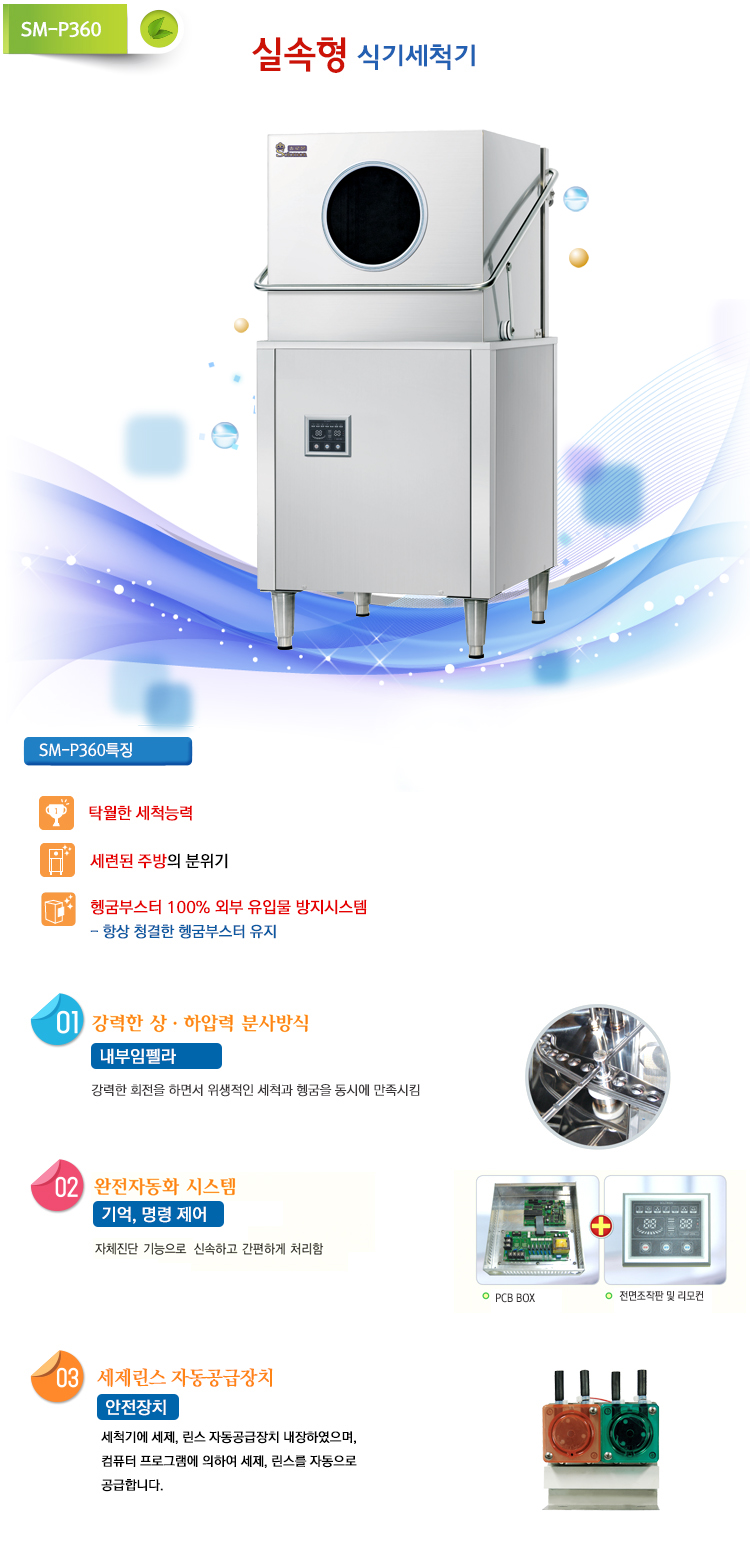 SM-P360
실속형 식기세척기
SM-P360특징
탁월한 세척능력
세련된 주방의 분위기
헹굼부스터 100% 외부 유입물 방지시스템
- 항상 청결한 헹굼부스터 유지
01 강력한 상·하압력 분사방식
내부임펠라
강력한 회전을 하면서 위생적인 세척과 헹굼을 동시에 만족시킴
02 완전자동화 시스템
기억, 명령 제어
자체진단 기능으로 신속하고 간편하게 처리함
PCB BOX
전면조작판 및 리모컨
03 세제린스 자동공급장치
안전장치
세척기에 세제, 린스 자동공급장치 내장하였으며,
컴퓨터 프로그램에 의하여 세제, 린스를 자동으로
공급합니다.